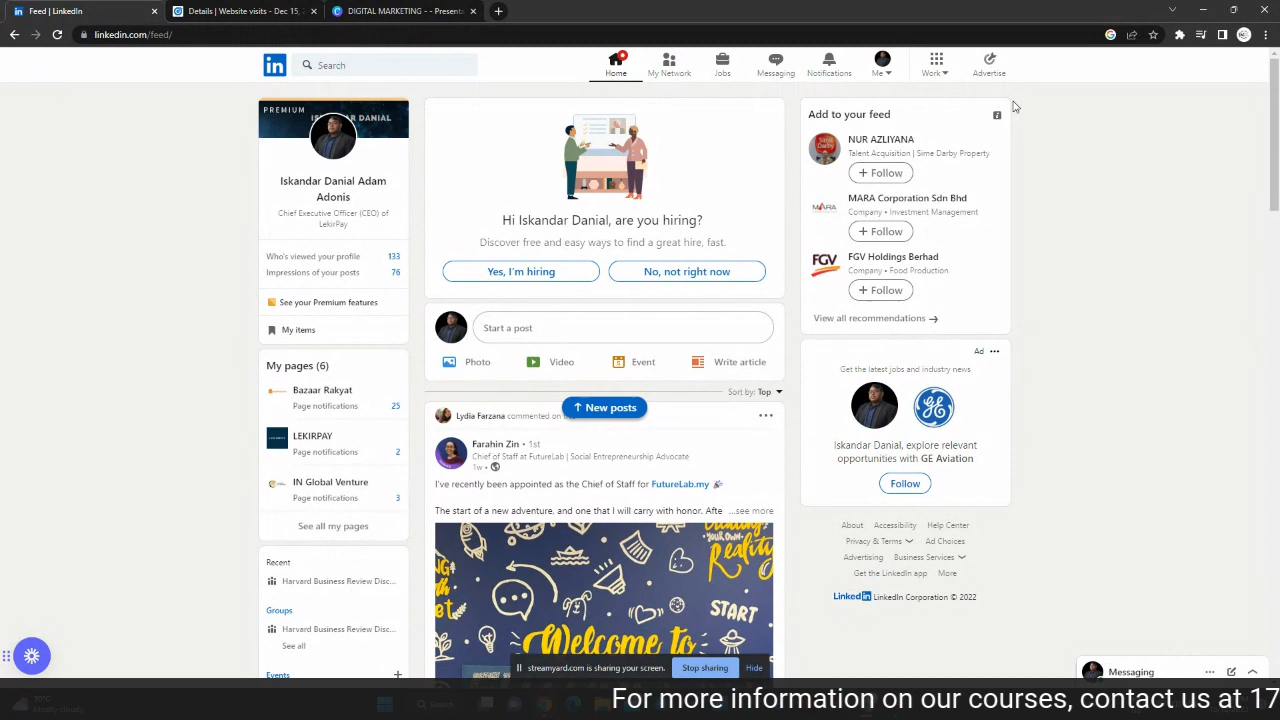 Feed | LinkedIn
Details | Website visits - Dec 15,
DIGITAL MARKETING - - Presenta
linkedin.com/feed/
in
Search
Home
My Network
Jobs
Messaging
Notifications
Me
Work
Advertise
PREMIUM
DANIAL
Iskandar Danial Adam
Adonis
Chief Executive Officer (CEO) of
LekirPay
Who's viewed your profile 133
Impressions of your posts 76
See your Premium features
My items
My pages (6)
Bazaar Rakyat
Page notifications 25
LEKIRPAY
Page notifications 2
IN Global Venture
Page notifications 3
See all my pages
Recent
Harvard Business Review Disc...
Groups
Harvard Business Review Disc...
See all
Events
Hi Iskandar Danial, are you hiring?
Discover free and easy ways to find a great hire, fast.
Yes, I'm hiring
No, not right now
Start a post
Photo
Video
Event
Write article
Sort by: Top
New posts
Lydia Farzana commented on
Farahin Zin • 1st
Chief of Staff at FutureLab | Social Entrepreneurship Advocate
1w •
I've recently been appointed as the Chief of Staff for FutureLab.my
The start of a new adventure, and one that I will carry with honor. Afte ...see more
YOUR-OWN-
Reality
START
Welcome to
streamyard.com is sharing your screen.
Stop sharing
Hide
Add to your feed
NUR AZLIYANA
Talent Acquisition | Sime Darby Property
+ Follow
MARA Corporation Sdn Bhd
Company • Investment Management
+ Follow
FGV Holdings Berhad
Company • Food Production
+ Follow
View all recommendations
Ad
Get the latest jobs and industry news
Iskandar Danial, explore relevant
opportunities with GE Aviation
Follow
About Accessibility Help Center
Privacy & Terms Ad Choices
Advertising Business Services
Get the LinkedIn app More
LinkedIn LinkedIn Corporation © 2022
Messaging
30°C
Mostly cloudy
Search
For more information on our courses, contact us at 17